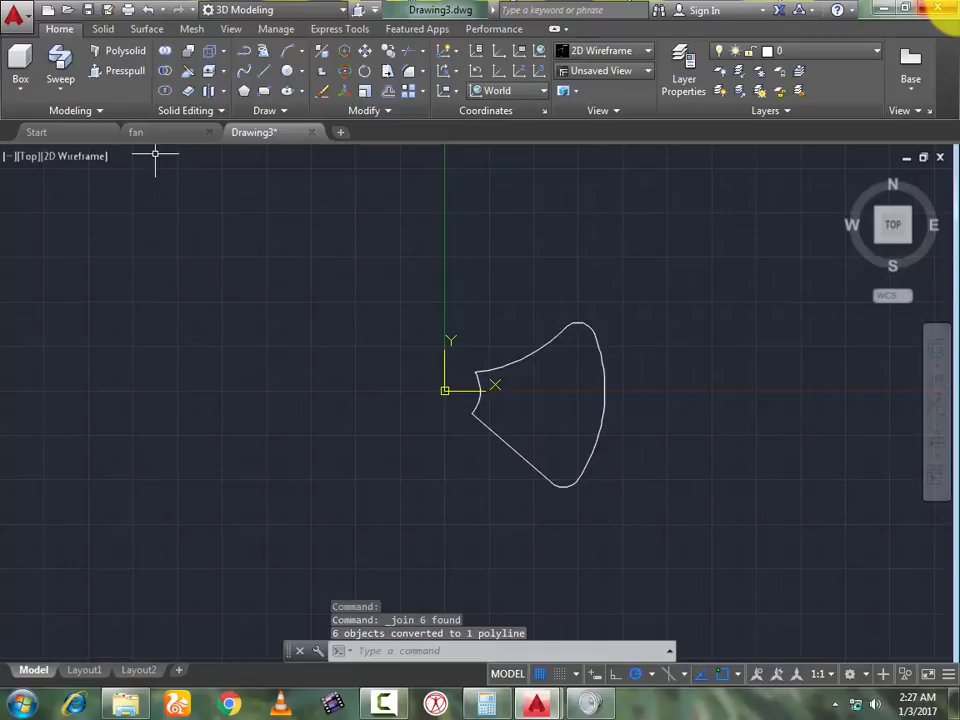 3D Modeling
Drawing3.dwg
Type a keyword or phrase
Sign In
Home
Solid
Surface
Mesh
View
Manage
Express Tools
Featured Apps
Performance
Box
Sweep
Polysolid
Presspull
2D Wireframe
Unsaved View
World
Layer
Properties
0
Base
Modeling
Solid Editing
Draw
Modify
Coordinates
View
Layers
View
Start
fan
Drawing3*
[−][Top][2D Wireframe]
N
W
TOP
E
S
WCS
Y
X
Command:
Command: _join 6 found
6 objects converted to 1 polyline
Type a command
Model
Layout1
Layout2
MODEL
1:1
2:27 AM
1/3/2017